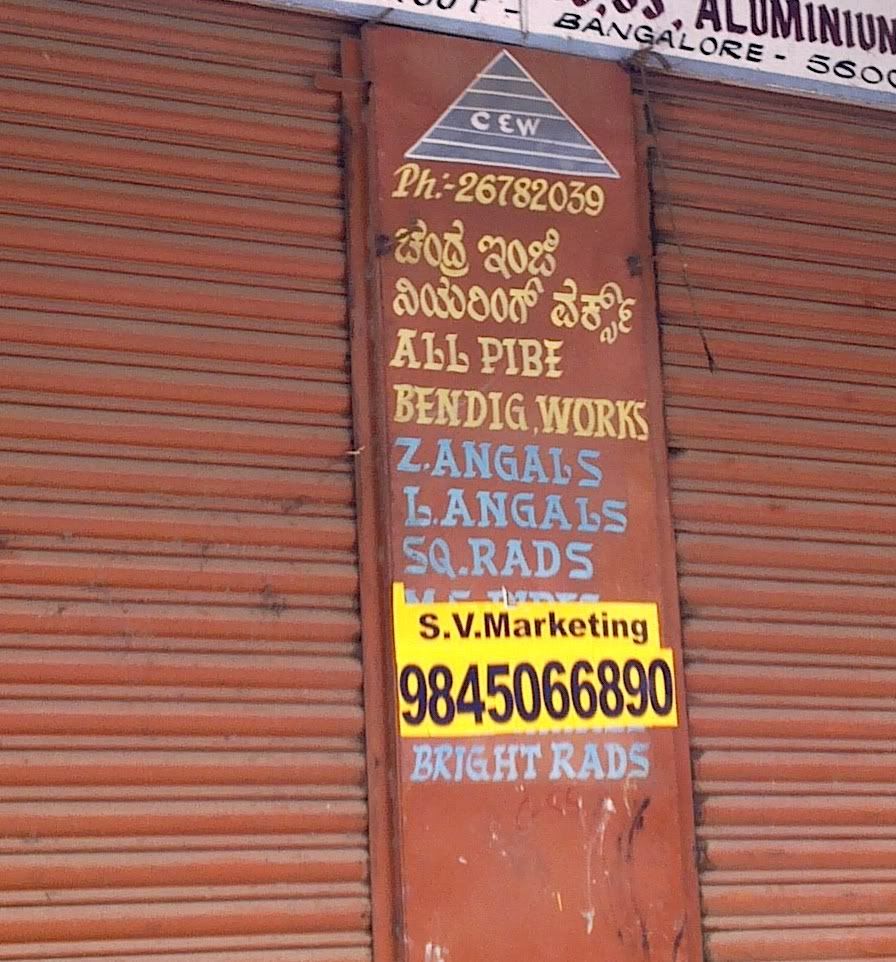 ALUMINIUM
BANGALORE - 5600
C E W
Ph:-26782039
ಚಂದ್ರ ಇಂಜಿ
ನಿಯರಿಂಗ್ ವರ್ಕ್ಸ್
ALL PIBE
BENDIG, WORKS
Z.ANGALS
L.ANGALS
SQ.RADS
S.V.Marketing
9845066890
BRIGHT RADS